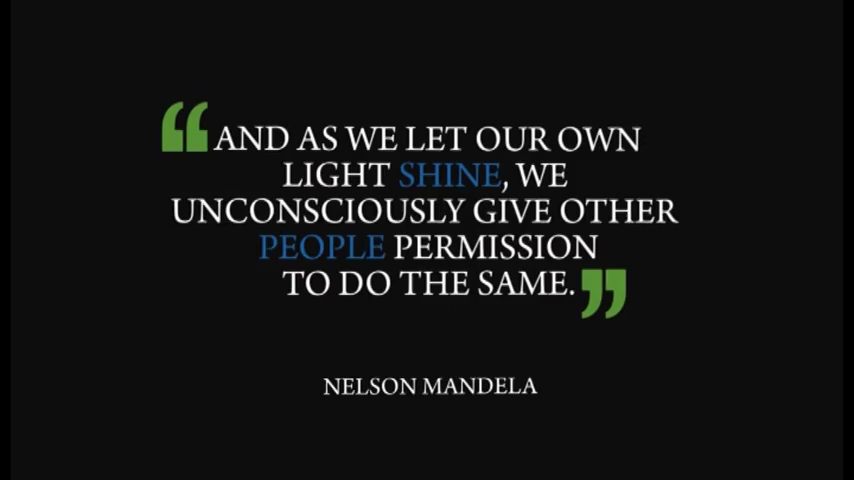 “AND AS WE LET OUR OWN
LIGHT SHINE, WE
UNCONSCIOUSLY GIVE OTHER
PEOPLE PERMISSION
TO DO THE SAME.”
NELSON MANDELA